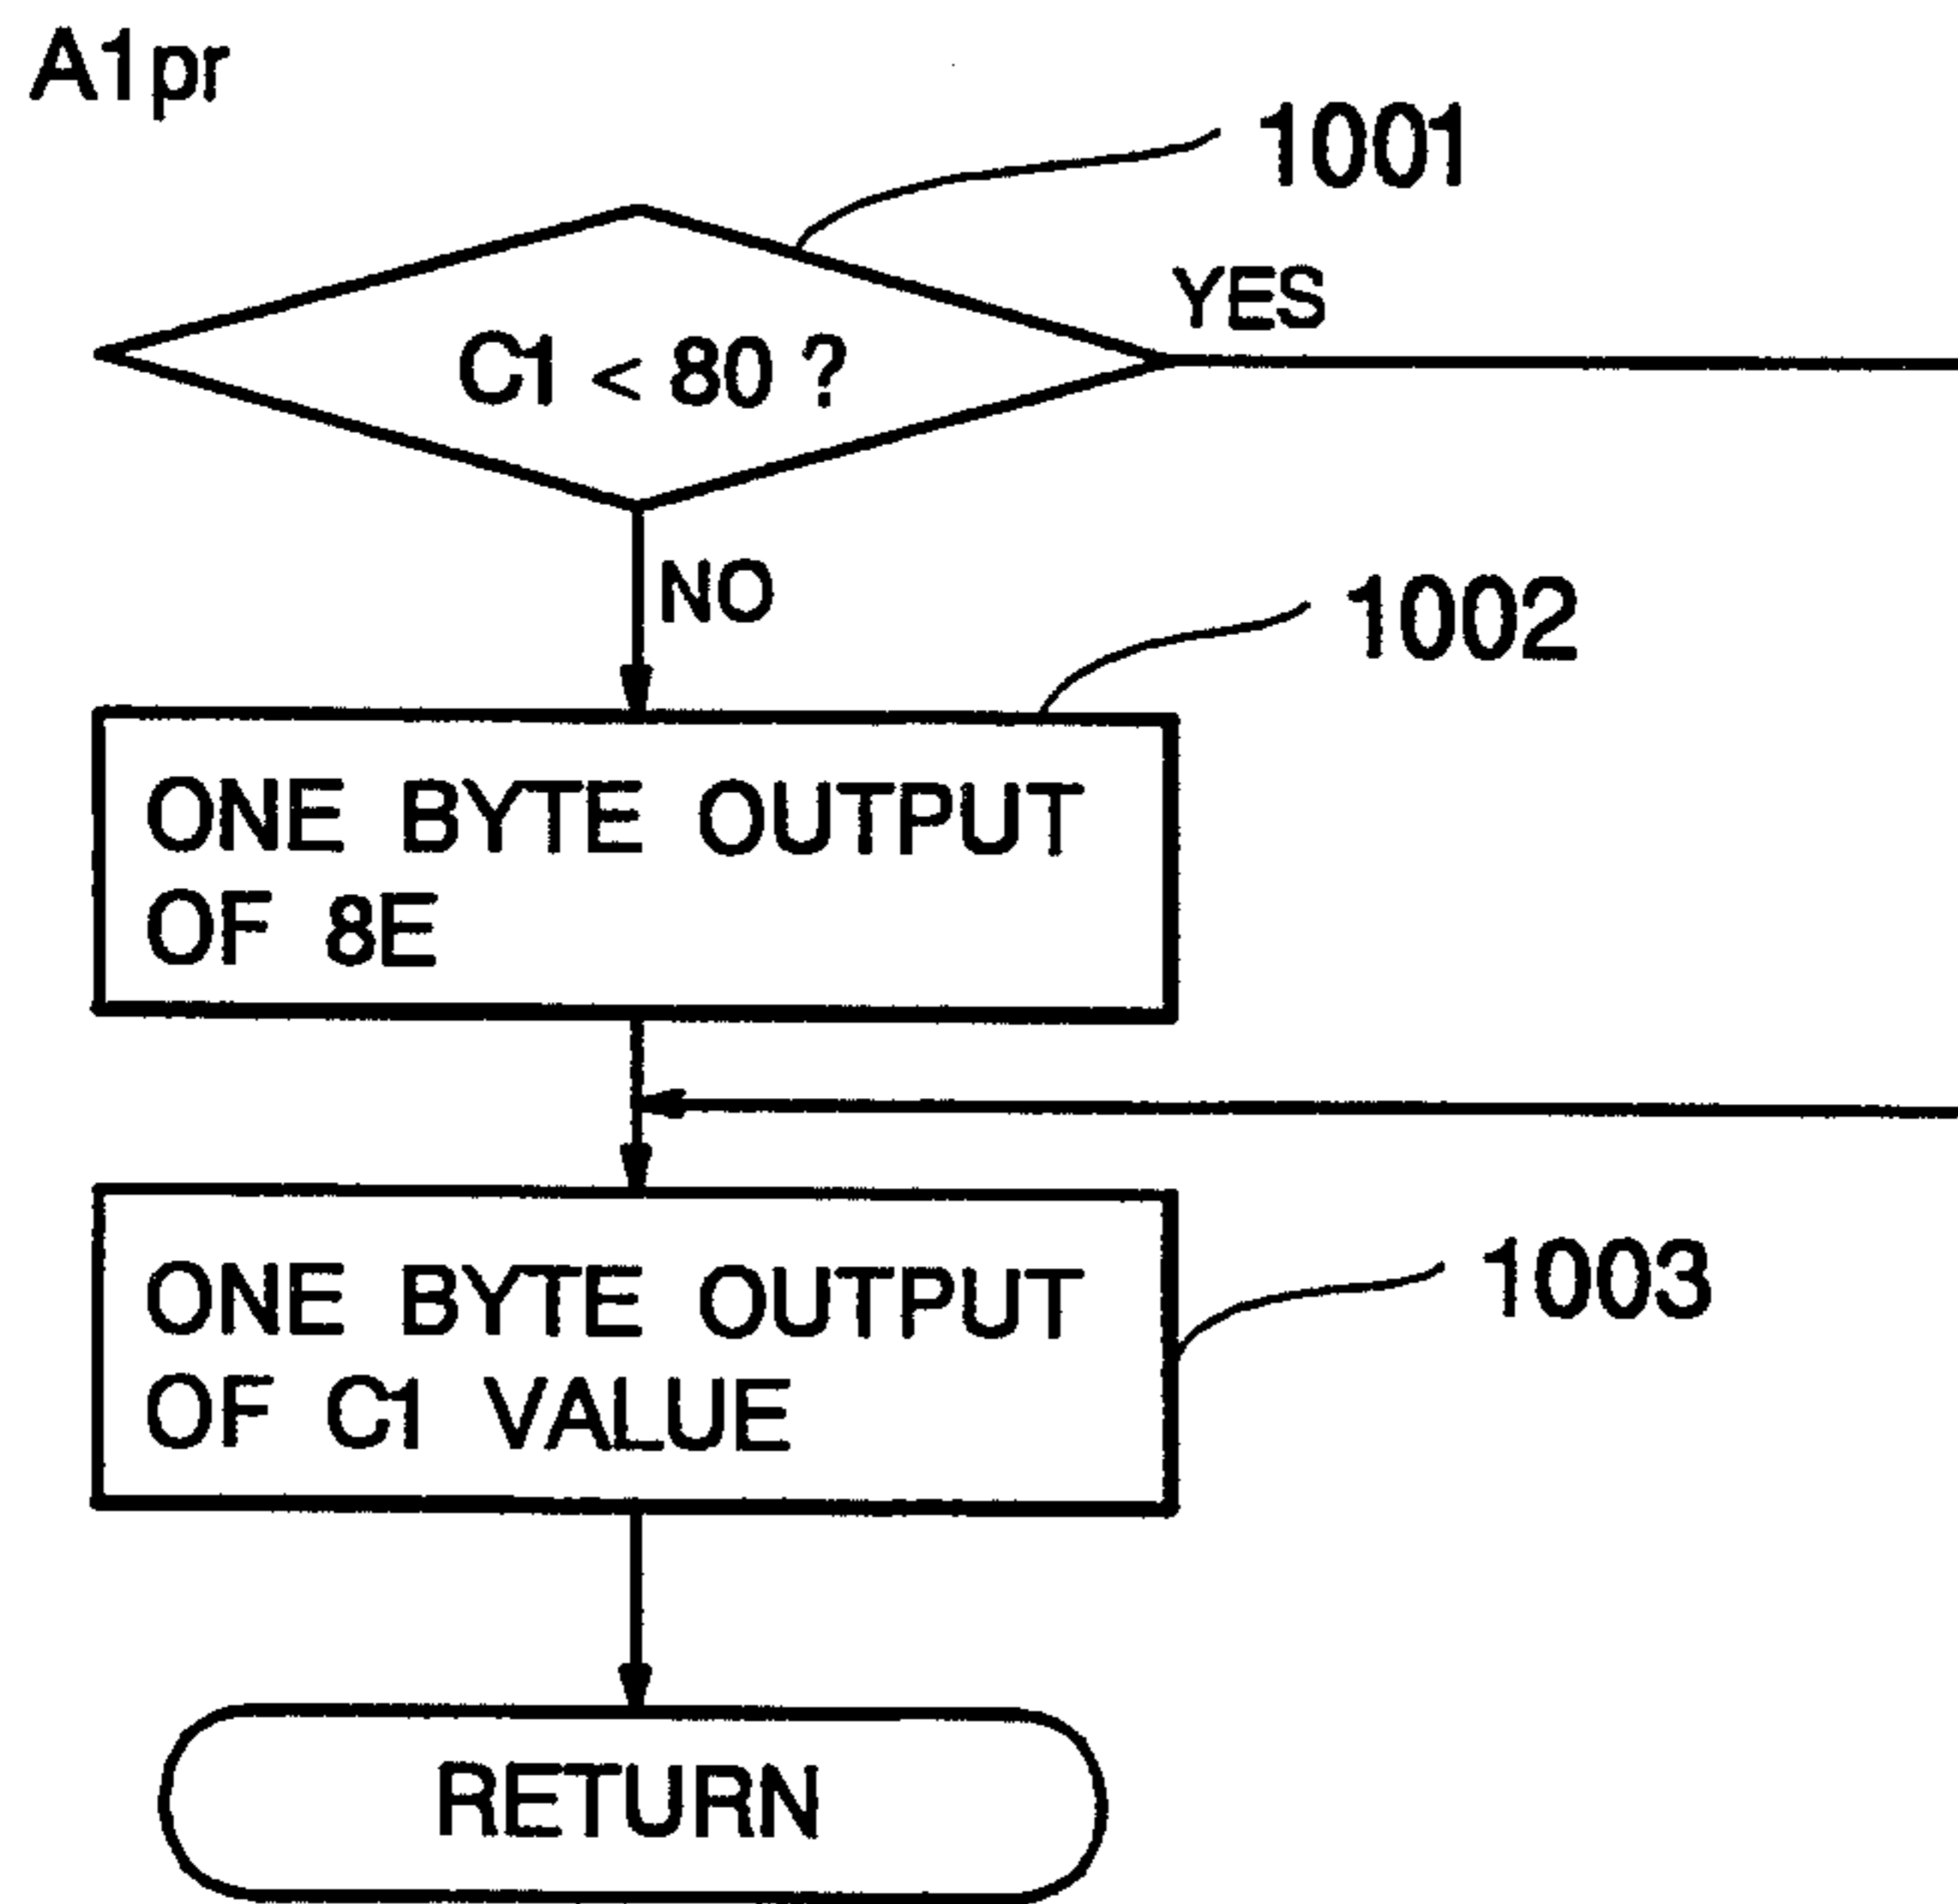 A1pr
1001
C1 < 80 ?
YES
NO
1002
ONE BYTE OUTPUT
OF 8E
ONE BYTE OUTPUT
OF C1 VALUE
1003
RETURN